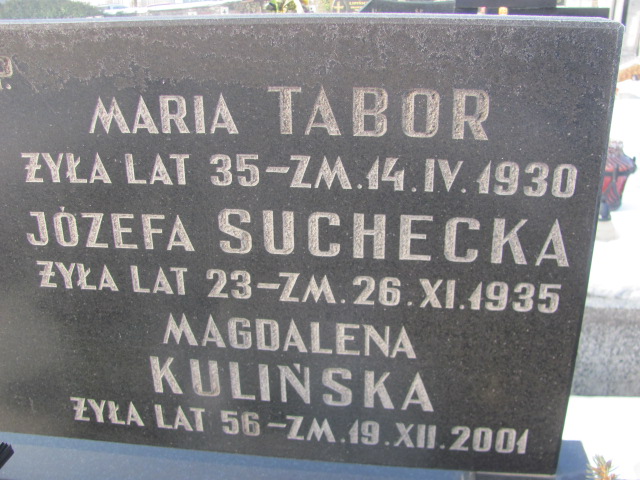 P.
MARIA TABOR
ŻYŁA LAT 35-ZM.14.IV.1930
JÓZEFA SUCHECKA
ŻYŁA LAT 23-ZM.26.XI.1935
MAGDALENA
KULIŃSKA
ŻYŁA LAT 56-ZM.19.XII.2001